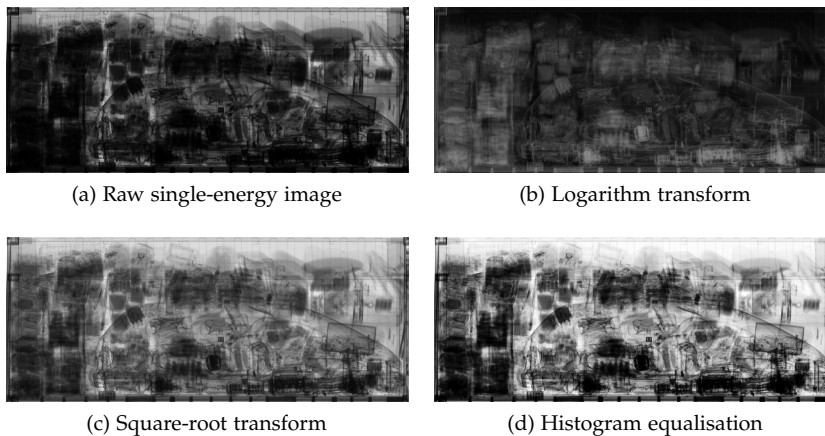 (a) Raw single-energy image
(b) Logarithm transform
(c) Square-root transform
(d) Histogram equalisation